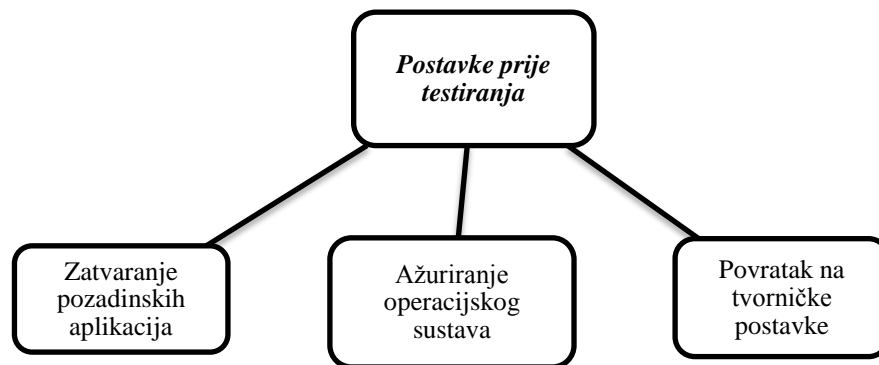 Postavke prije
testiranja
Zatvaranje
pozadinskih
aplikacija
Ažuriranje
operacijskog
sustava
Povratak na
tvorničke
postavke